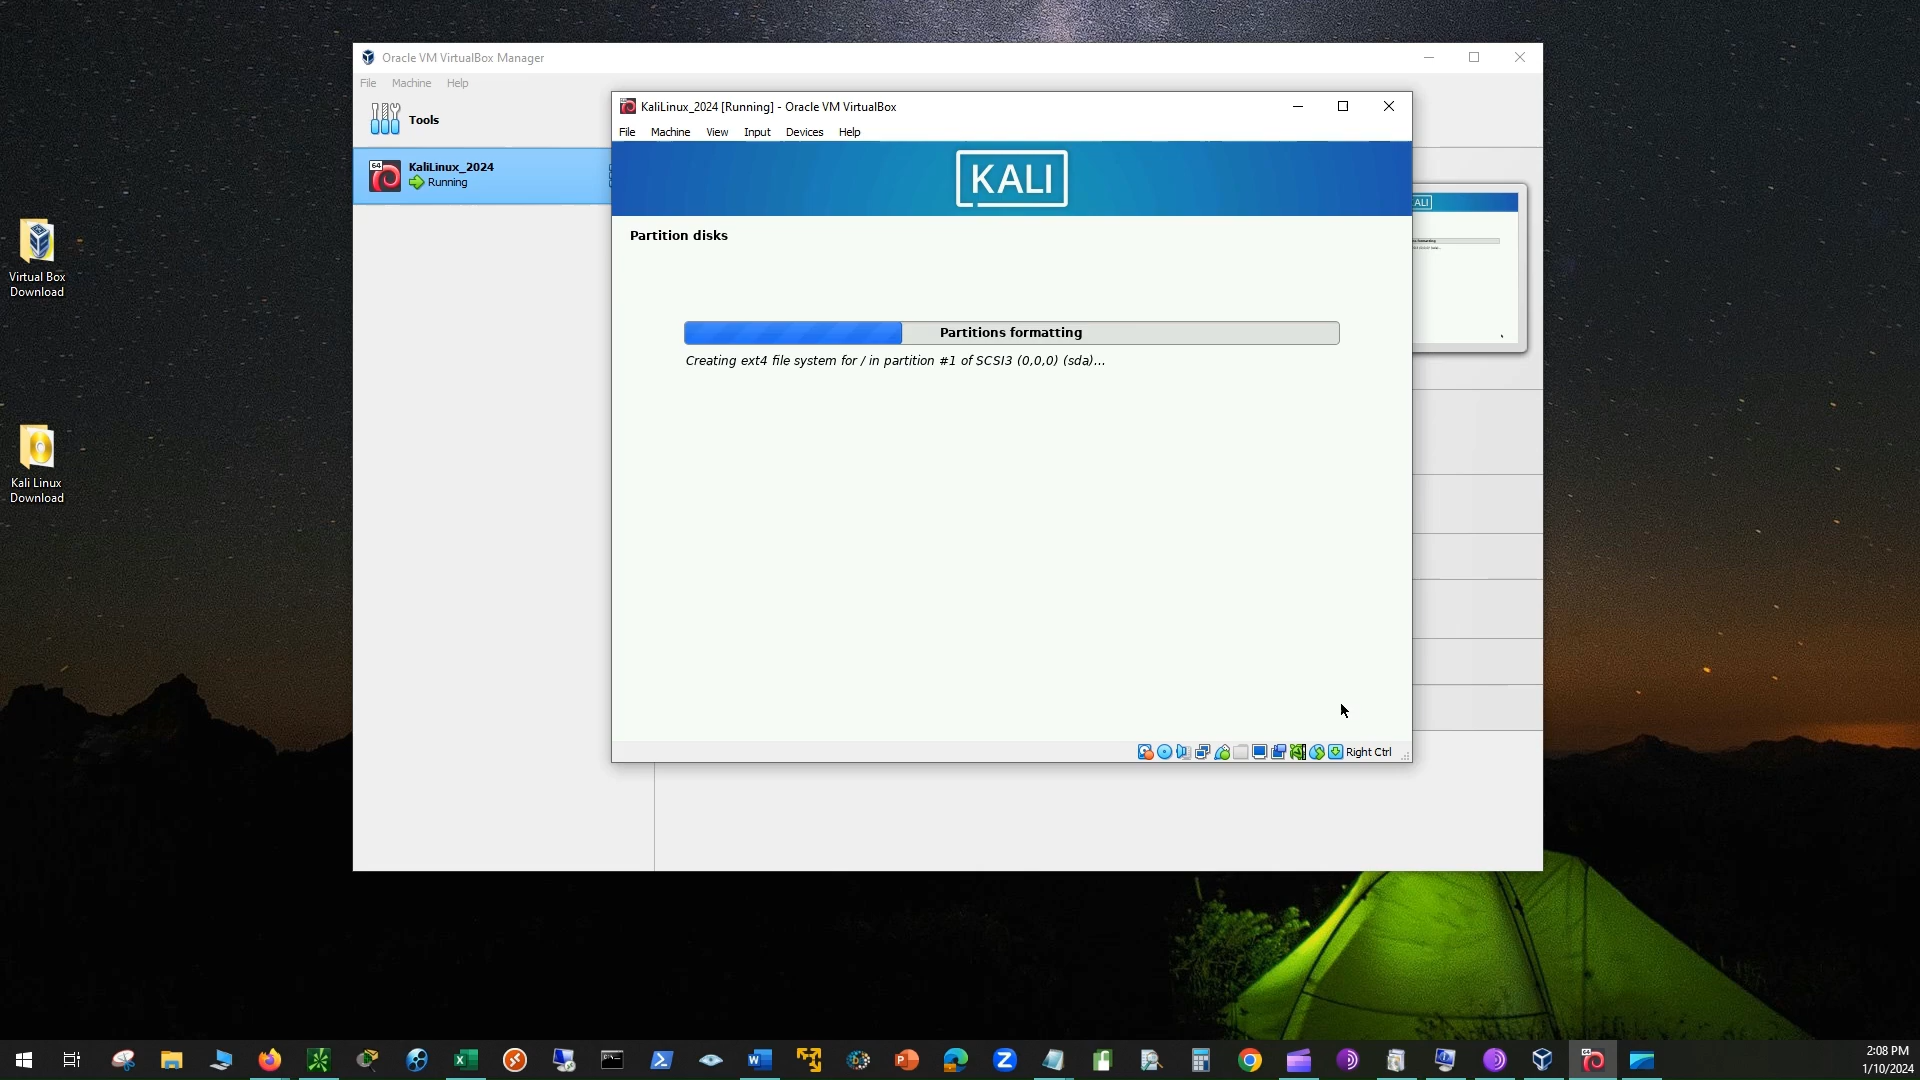 Oracle VM VirtualBox Manager
File Machine Help
Tools
64
KaliLinux_2024
Running
KaliLinux_2024 [Running] - Oracle VM VirtualBox
File Machine View Input Devices Help
KALI
Partition disks
Partitions formatting
Creating ext4 file system for / in partition #1 of SCSI3 (0,0,0) (sda)...
Right Ctrl
ALI
Virtual Box
Download
Kali Linux
Download
2:08 PM
1/10/2024